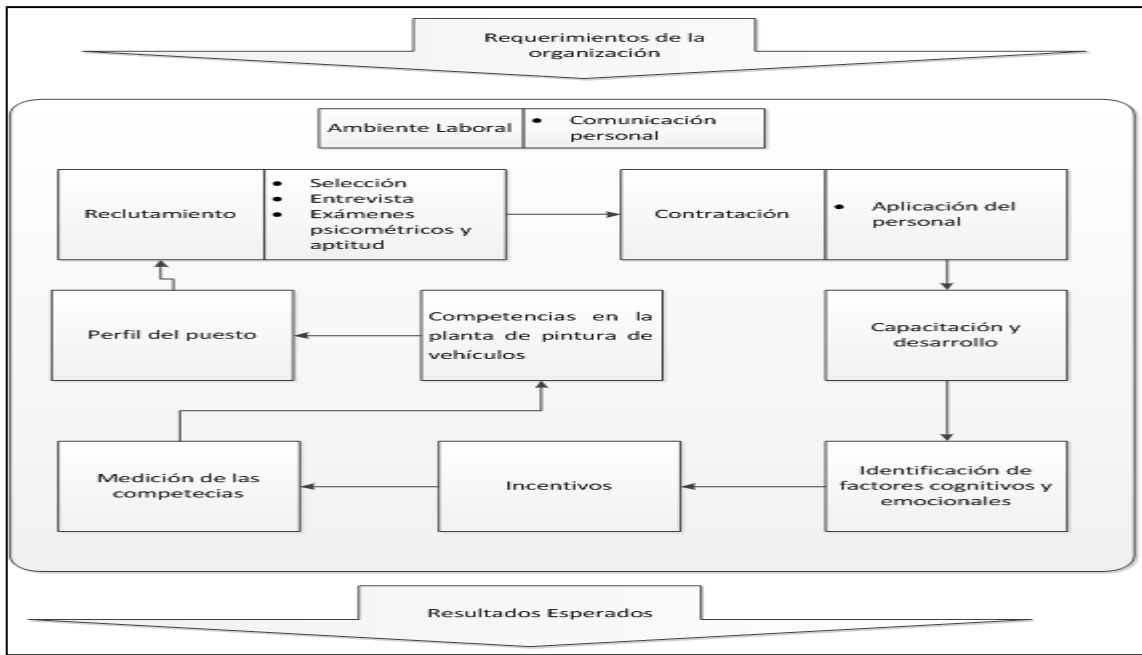 Requerimientos de la
organización
Ambiente Laboral
• Comunicación
personal
Reclutamiento
• Selección
• Entrevista
• Exámenes
psicométricos y
aptitud
Contratación
• Aplicación del
personal
Perfil del puesto
Competencias en la
planta de pintura de
vehículos
Capacitación y
desarrollo
Medición de las
competecias
Incentivos
Identificación de
factores cognitivos y
emocionales
Resultados Esperados